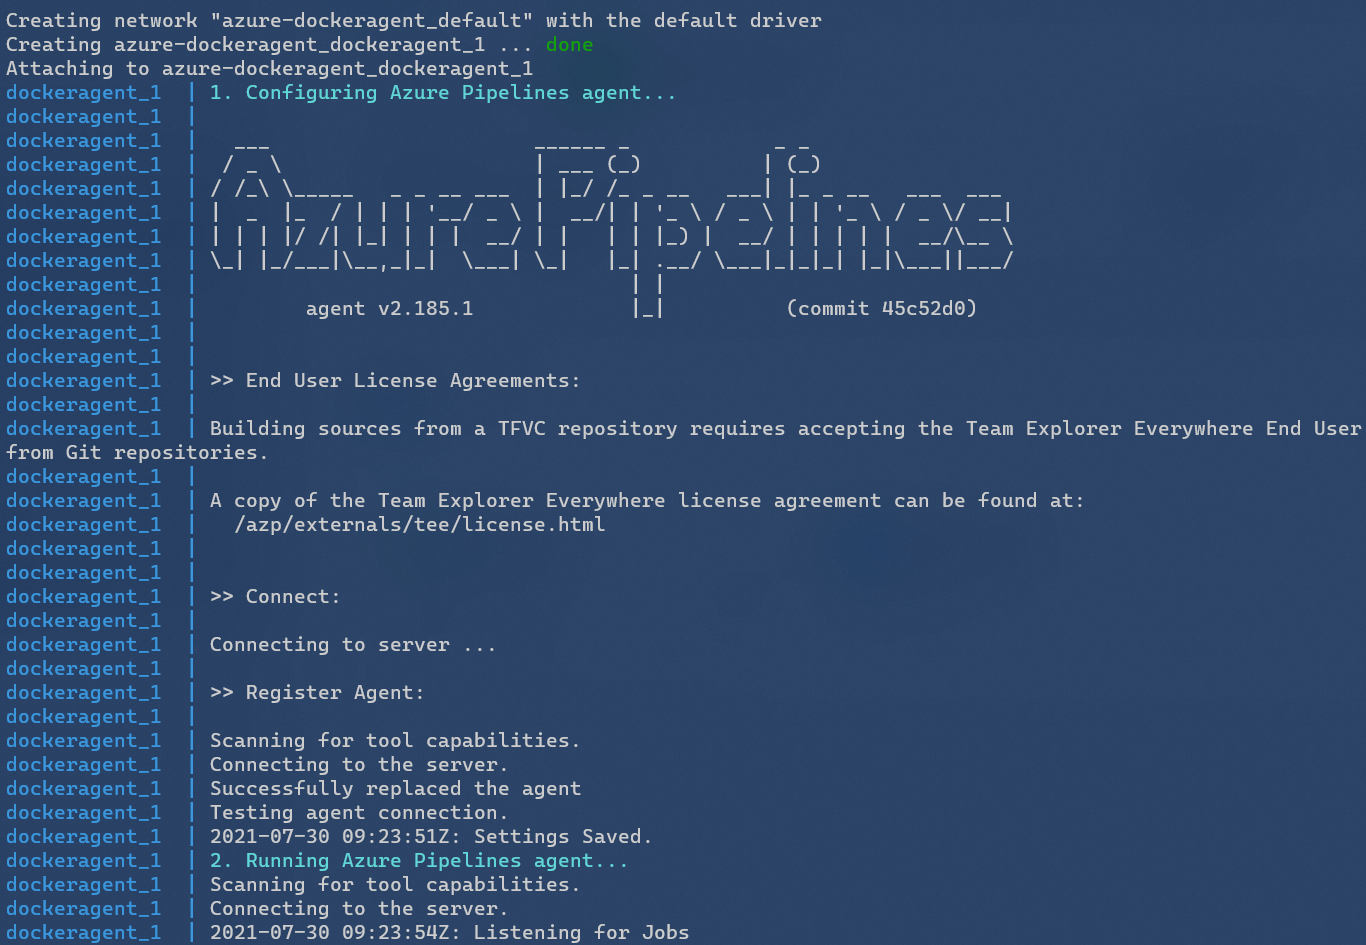 Creating network "azure-dockeragent_default" with the default driver
Creating azure-dockeragent_dockeragent_1 ... done
Attaching to azure-dockeragent_dockeragent_1
dockeragent_1  | 1. Configuring Azure Pipelines agent...
dockeragent_1  |
dockeragent_1  |   ___                      ______ _            _ _
dockeragent_1  |  / _ \                     | ___ (_)          | (_)
dockeragent_1  | / /_\ \_____   _ _ __ ___  | |_/ /_ _ __   ___| |_ _ __   ___  ___
dockeragent_1  | |  _  |_  / | | | '__/ _ \ |  __/| | '_ \ / _ \ | | '_ \ / _ \/ __|
dockeragent_1  | | | | |/ /| |_| | | |  __/ | |   | | |_) |  __/ | | | | |  __/\__ \
dockeragent_1  | \_| |_/___|\__,_|_|  \___| \_|   |_| .__/ \___|_|_|_| |_|\___||___/
dockeragent_1  |                                    | |
dockeragent_1  |         agent v2.185.1             |_|          (commit 45c52d0)
dockeragent_1  |
dockeragent_1  |
dockeragent_1  | >> End User License Agreements:
dockeragent_1  |
dockeragent_1  | Building sources from a TFVC repository requires accepting the Team Explorer Everywhere End User
from Git repositories.
dockeragent_1  |
dockeragent_1  | A copy of the Team Explorer Everywhere license agreement can be found at:
dockeragent_1  |   /azp/externals/tee/license.html
dockeragent_1  |
dockeragent_1  |
dockeragent_1  | >> Connect:
dockeragent_1  |
dockeragent_1  | Connecting to server ...
dockeragent_1  |
dockeragent_1  | >> Register Agent:
dockeragent_1  |
dockeragent_1  | Scanning for tool capabilities.
dockeragent_1  | Connecting to the server.
dockeragent_1  | Successfully replaced the agent
dockeragent_1  | Testing agent connection.
dockeragent_1  | 2021-07-30 09:23:51Z: Settings Saved.
dockeragent_1  | 2. Running Azure Pipelines agent...
dockeragent_1  | Scanning for tool capabilities.
dockeragent_1  | Connecting to the server.
dockeragent_1  | 2021-07-30 09:23:54Z: Listening for Jobs